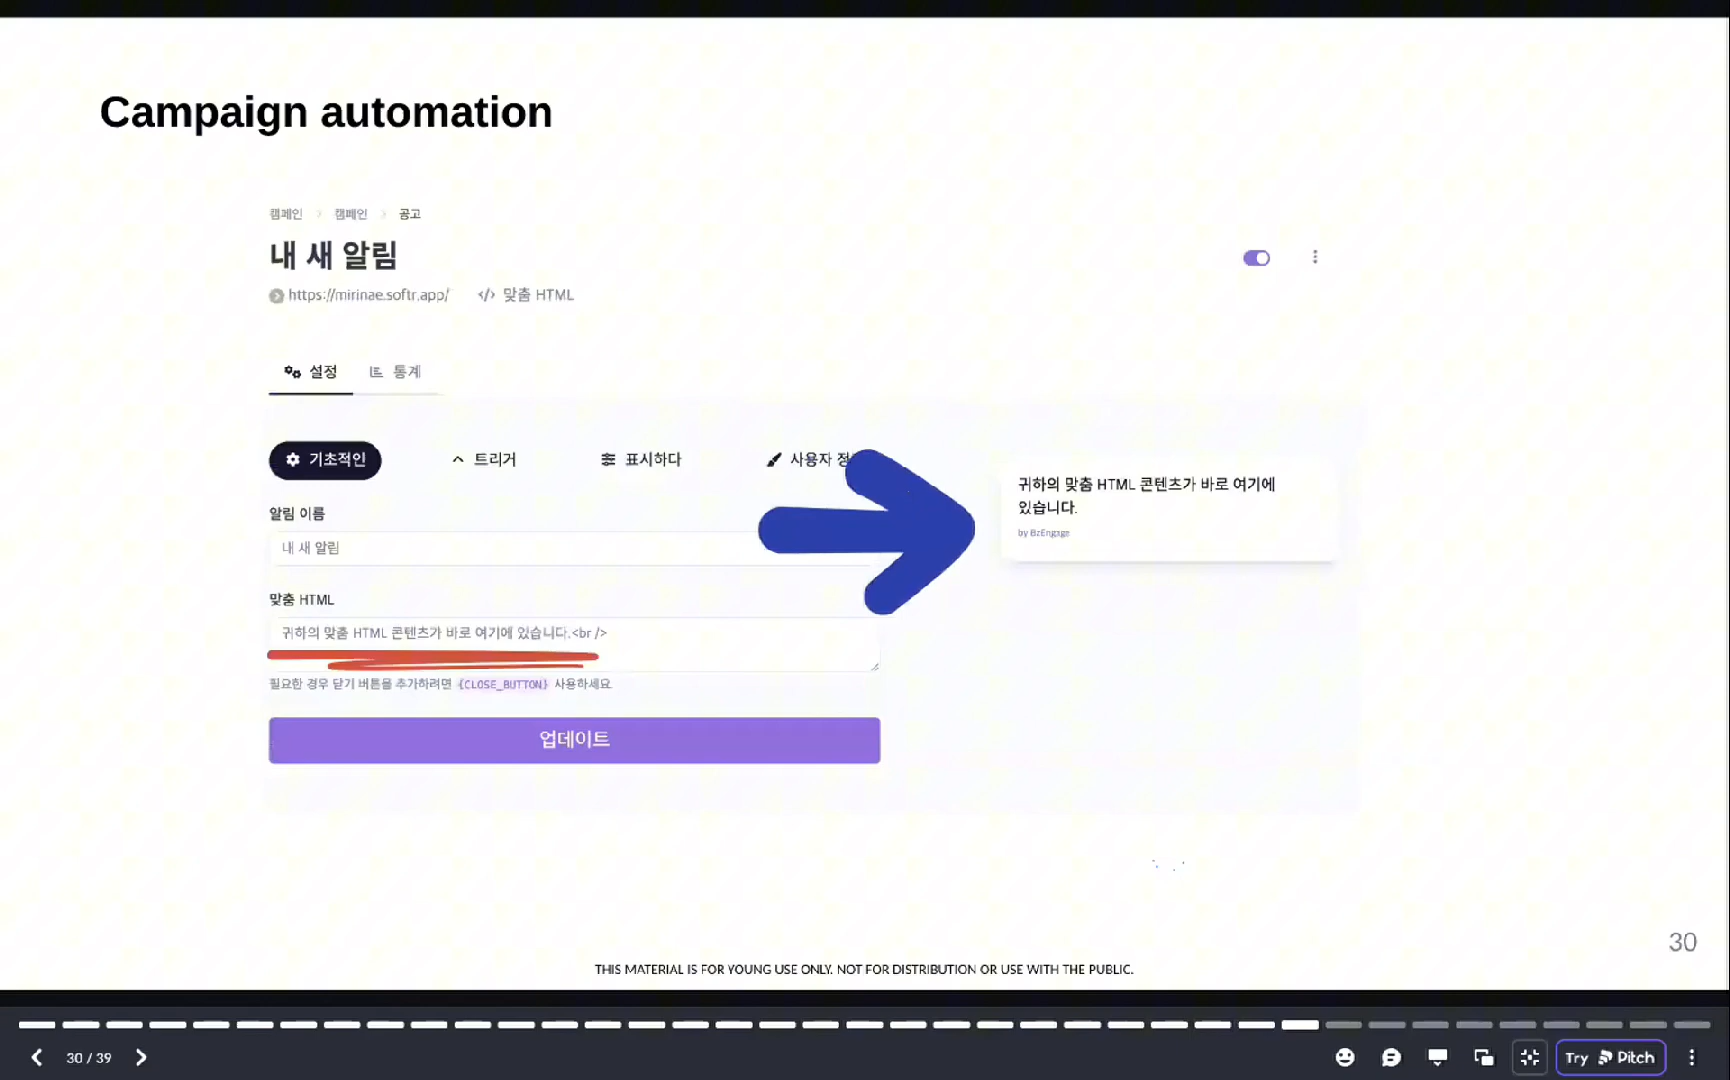 Campaign automation
캠페인 > 캠페인 > 공고
내 새 알림
https://mirinae.softr.app/ </> 맞춤 HTML
설정 통계
기초적인 트리거 표시하다 사용자
알림 이름
내 새 알림
맞춤 HTML
귀하의 맞춤 HTML 콘텐츠가 바로 여기에 있습니다.<br />
필요한 경우 닫기 버튼을 추가하려면 {CLOSE_BUTTON} 사용하세요.
업데이트
귀하의 맞춤 HTML 콘텐츠가 바로 여기에
있습니다.
by BzEngage
30
THIS MATERIAL IS FOR YOUNG USE ONLY. NOT FOR DISTRIBUTION OR USE WITH THE PUBLIC.
30 / 39
Try Pitch